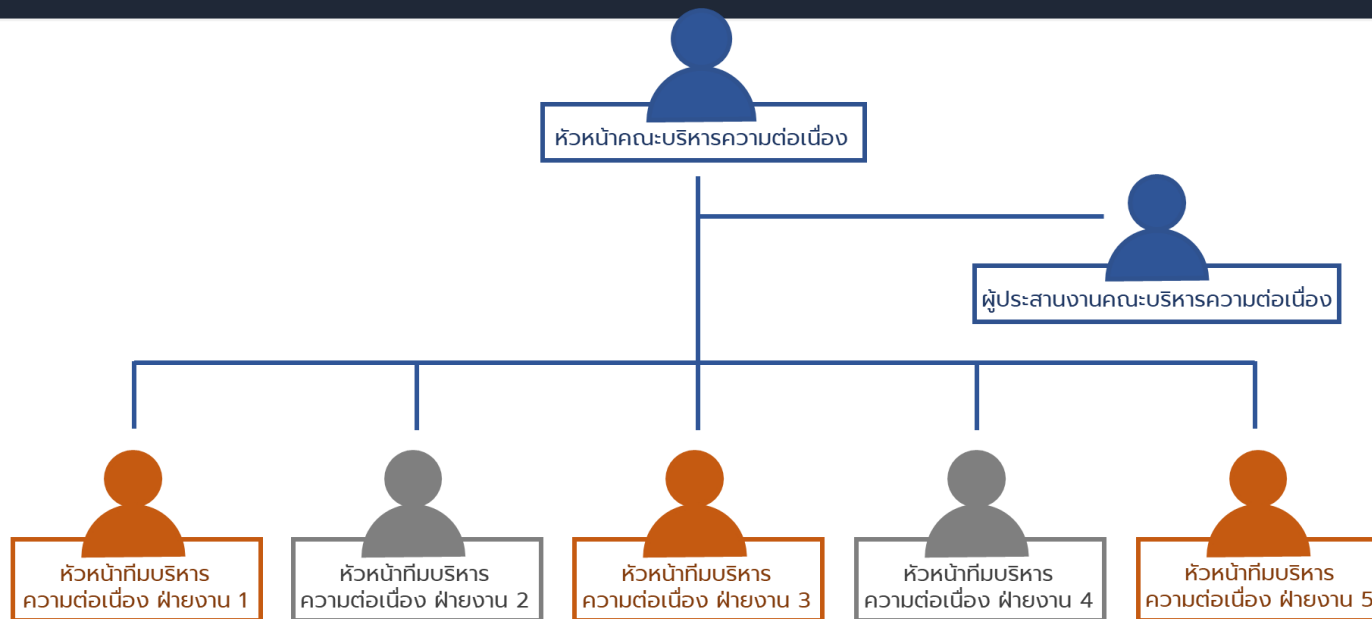 หัวหน้าคณะบริหารความต่อเนื่อง
ผู้ประสานงานคณะบริหารความต่อเนื่อง
หัวหน้าทีมบริหาร
ความต่อเนื่อง ฝ่ายงาน 1
หัวหน้าทีมบริหาร
ความต่อเนื่อง ฝ่ายงาน 2
หัวหน้าทีมบริหาร
ความต่อเนื่อง ฝ่ายงาน 3
หัวหน้าทีมบริหาร
ความต่อเนื่อง ฝ่ายงาน 4
หัวหน้าทีมบริหาร
ความต่อเนื่อง ฝ่ายงาน 5